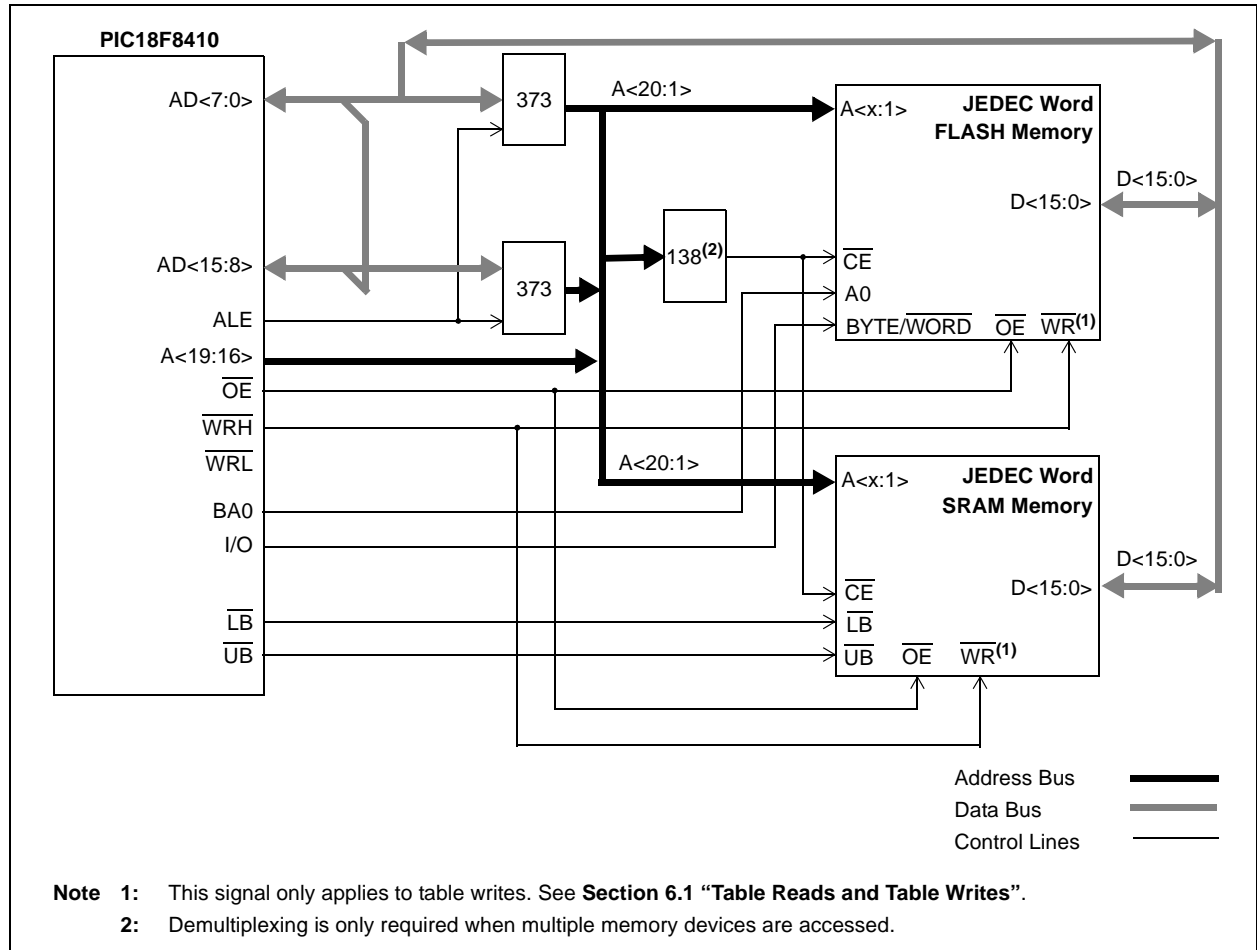 PIC18F8410
AD<7:0>
373
A<20:1>
A<x:1>
JEDEC Word
FLASH Memory
D<15:0>
D<15:0>
138(2)
AD<15:8>
373
CE
A0
ALE
BYTE/WORD OE WR(1)
A<19:16>
OE
WRH
WRL
A<20:1>
A<x:1>
JEDEC Word
SRAM Memory
BA0
I/O
D<15:0>
D<15:0>
CE
LB
LB
UB
UB OE WR(1)
Address Bus
Data Bus
Control Lines
Note 1: This signal only applies to table writes. See Section 6.1 “Table Reads and Table Writes”.
2: Demultiplexing is only required when multiple memory devices are accessed.